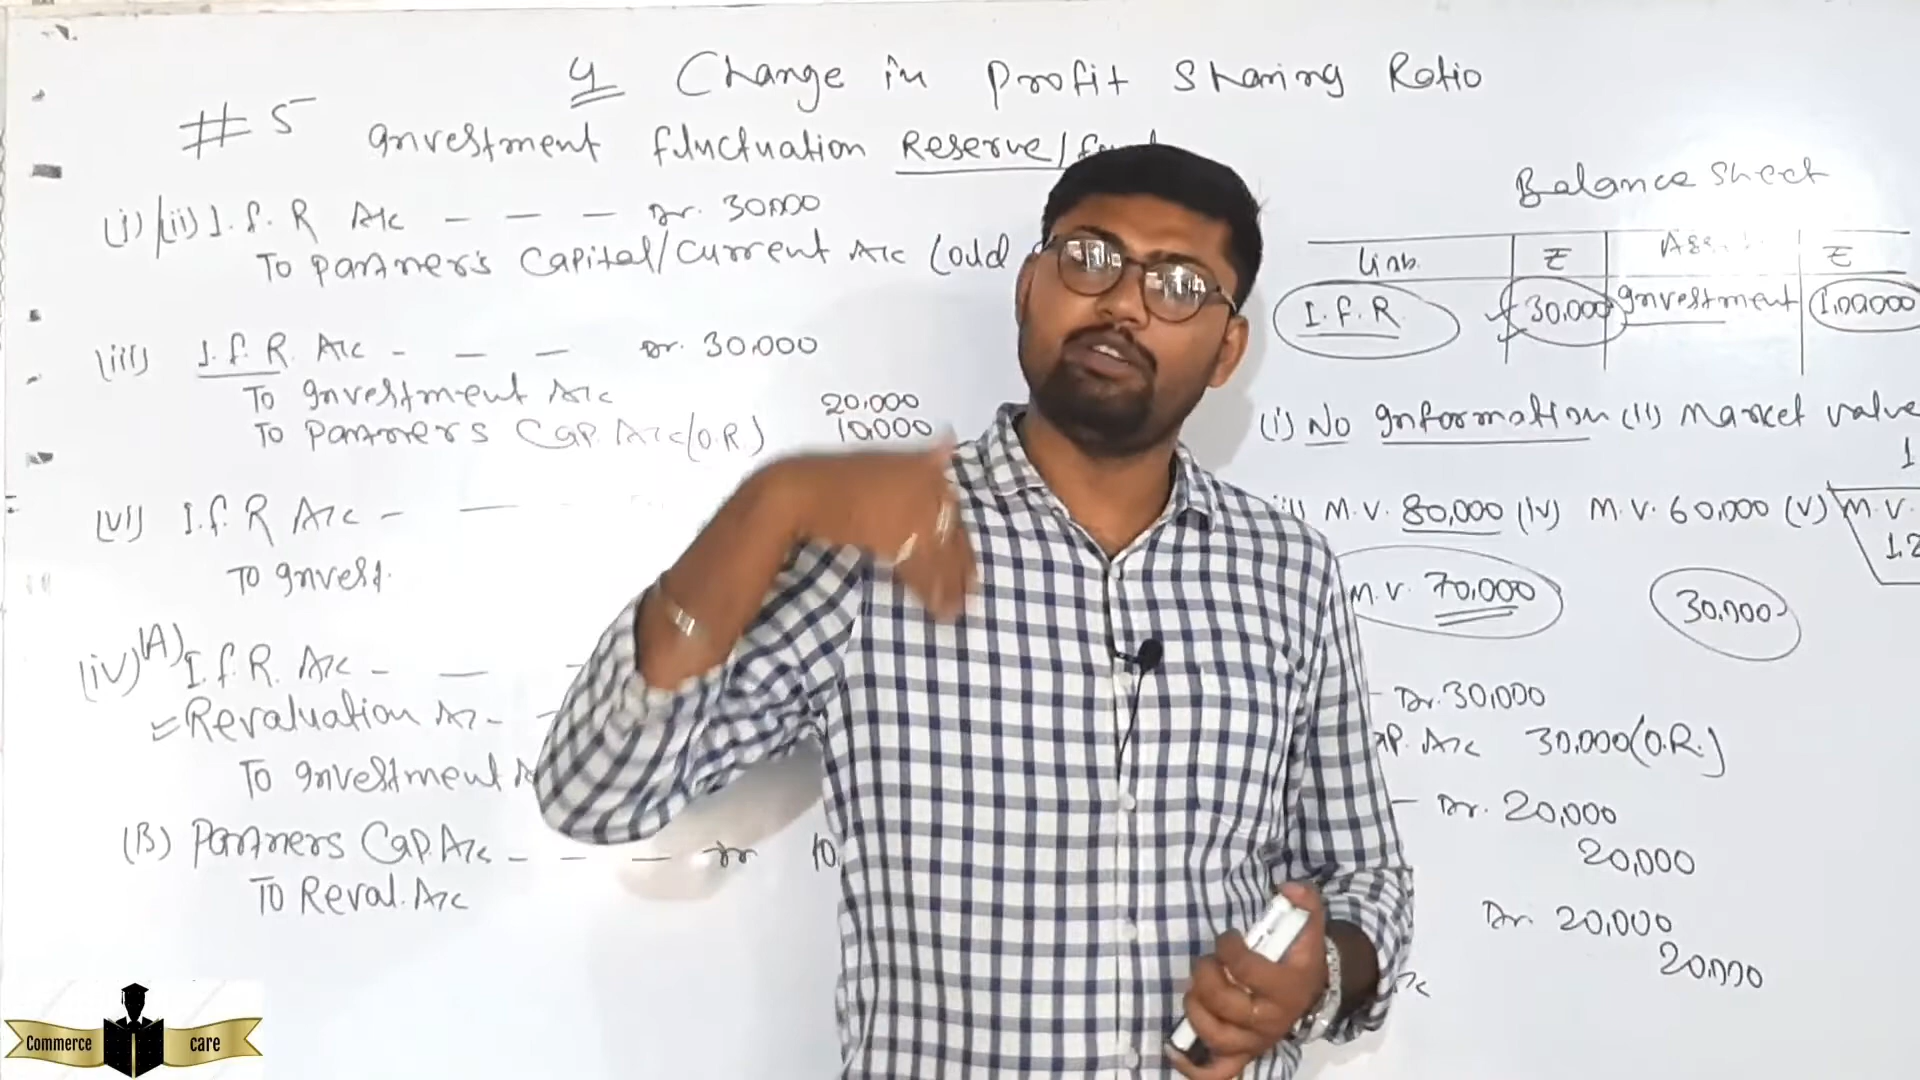 4 Change in Profit Sharing Ratio
# 5 Investment fluctuation Reserve/
(i)/(ii) I.F.R A/c - - - Dr. 30,000
To Partner's Capital/Current A/c (
(iii) I.F.R. A/c - - - Dr. 30,000
To Investment A/c 20,000
To Partners Cap. A/c (O.R.) 10,000
(vi) I.F.R A/c - -
To Invest
(iv) (A) I.F.R. A/c - -
Revaluation A/c -
To Investment
(B) Partners Cap. A/c - - - Dr 10,
To Reval. A/c
Balance Sheet
Liab. ₹ ₹
I.F.R. 30,000 Investment 1,00,000
(i) No Information (ii) Market value
M.V. 80,000 (iv) M.V. 60,000 (v) M.V.
M.V. 70,000 30,000
- Dr. 30,000
A/c 30,000 (O.R.)
- Dr. 20,000
20,000
Dr. 20,000
20,000
Commerce care